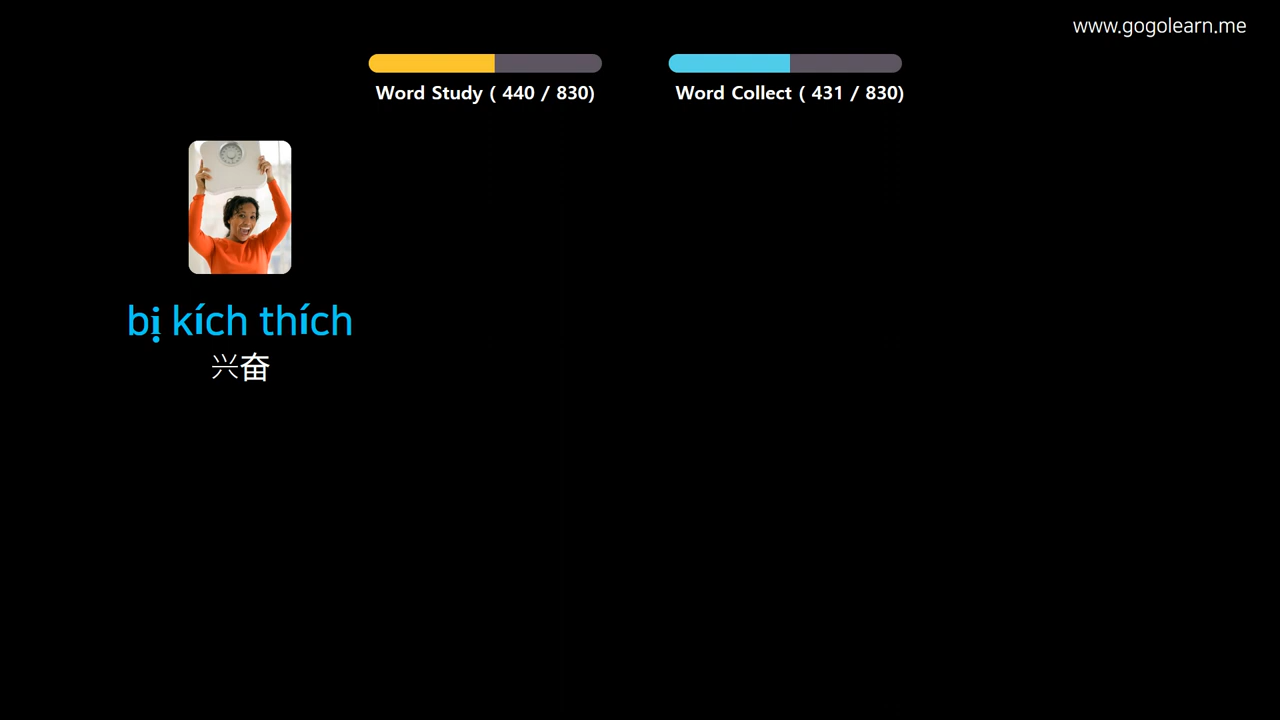 www.gogolearn.me
Word Study ( 440 / 830)
Word Collect ( 431 / 830)
bị kích thích
兴奋